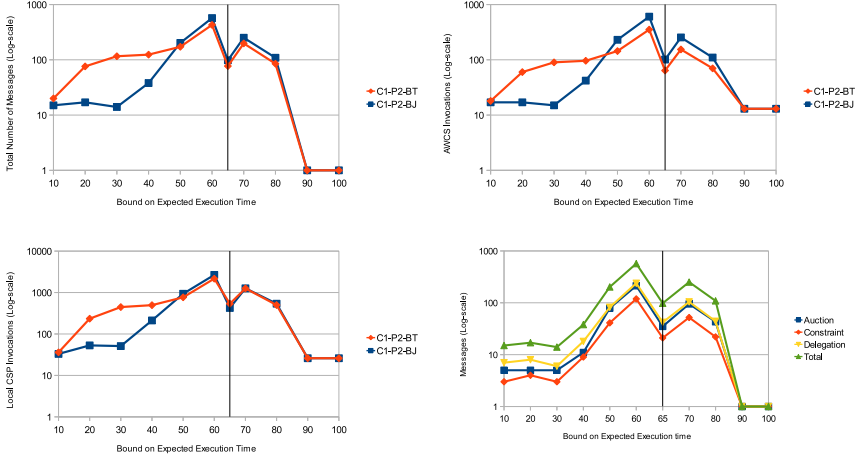 Total Number of Messages (Log-scale)
1000
100
10
1
10 20 30 40 50 60 70 80 90 100
Bound on Expected Execution Time
C1-P2-BT
C1-P2-BJ
AWCS Invocations (Log-scale)
1000
100
10
1
10 20 30 40 50 60 70 80 90 100
Bound on Expected Execution Time
C1-P2-BT
C1-P2-BJ
Local CSP Invocations (Log-scale)
10000
1000
100
10
1
10 20 30 40 50 60 70 80 90 100
Bound on Expected Execution Time
C1-P2-BT
C1-P2-BJ
Messages (Log-scale)
1000
100
10
1
10 20 30 40 50 60 65 70 80 90 100
Bound on Expected Execution time
Auction
Constraint
Delegation
Total